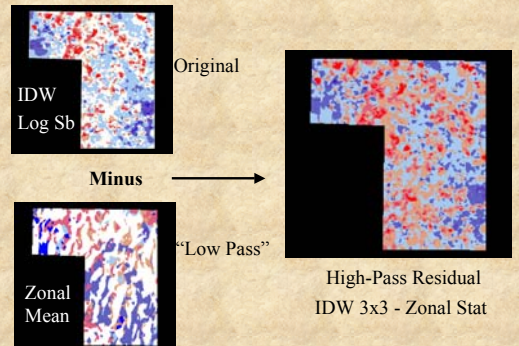 Original
IDW
Log Sb
Minus
"Low Pass"
Zonal
Mean
High-Pass Residual
IDW 3x3 - Zonal Stat